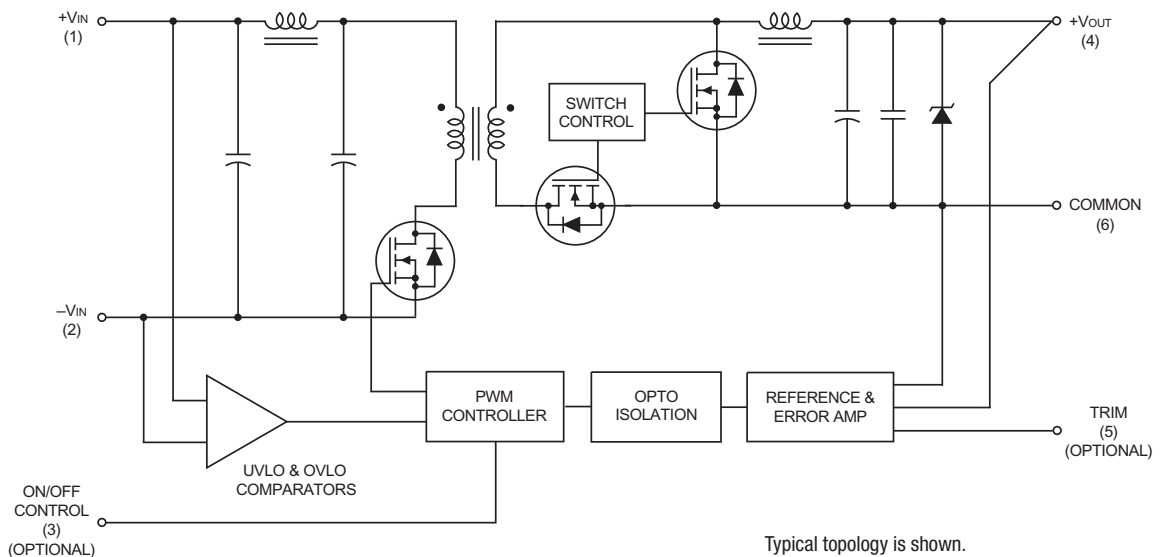 +VIN
(1)
+VOUT
(4)
SWITCH
CONTROL
COMMON
(6)
–VIN
(2)
PWM
CONTROLLER
OPTO
ISOLATION
REFERENCE &
ERROR AMP
TRIM
(5)
(OPTIONAL)
UVLO & OVLO
COMPARATORS
ON/OFF
CONTROL
(3)
(OPTIONAL)
Typical topology is shown.